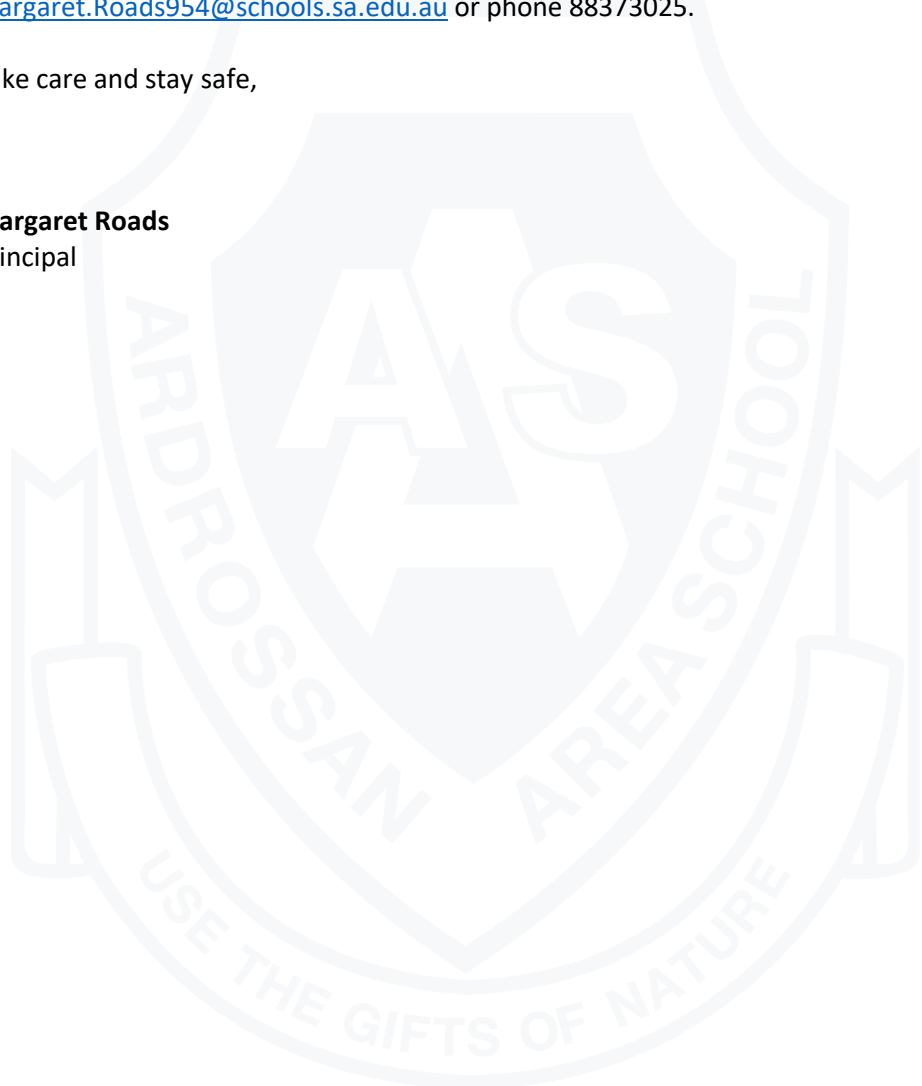 argaret.Roads954@schools.sa.edu.au or phone 88373025.
ke care and stay safe,
argaret Roads
incipal
AS
ARDROSSAN AREA SCHOOL
USE THE GIFTS OF NATURE